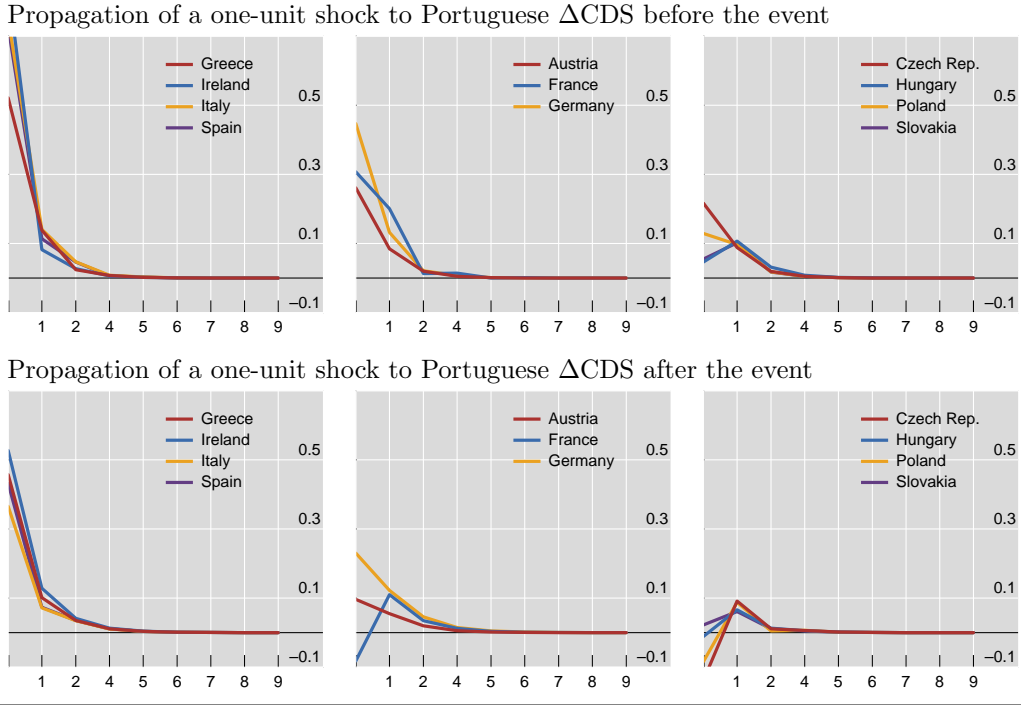 Propagation of a one-unit shock to Portuguese ΔCDS before the event
Greece
Ireland
Italy
Spain
0.5
0.3
0.1
–0.1
1 2 4 5 6 7 8 9
Austria
France
Germany
0.5
0.3
0.1
–0.1
1 2 4 5 6 7 8 9
Czech Rep.
Hungary
Poland
Slovakia
0.5
0.3
0.1
–0.1
1 2 4 5 6 7 8 9
Propagation of a one-unit shock to Portuguese ΔCDS after the event
Greece
Ireland
Italy
Spain
0.5
0.3
0.1
–0.1
1 2 4 5 6 7 8 9
Austria
France
Germany
0.5
0.3
0.1
–0.1
1 2 4 5 6 7 8 9
Czech Rep.
Hungary
Poland
Slovakia
0.5
0.3
0.1
–0.1
1 2 4 5 6 7 8 9